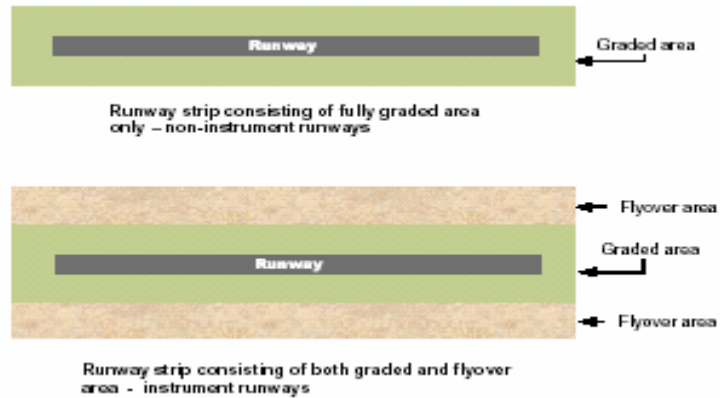 Runway
Graded area
Runway strip consisting of fully graded area
only – non-instrument runways
Flyover area
Graded area
Runway
Flyover area
Runway strip consisting of both graded and flyover
area - instrument runways